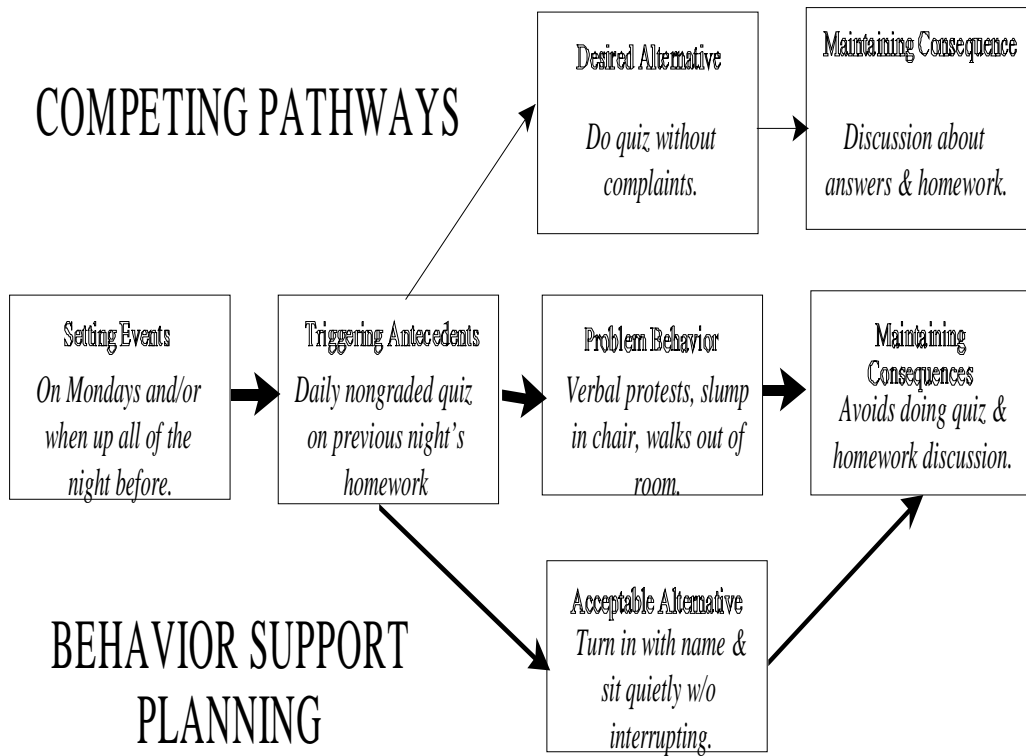 COMPETING PATHWAYS
Desired Alternative
Do quiz without
complaints.
Maintaining Consequence
Discussion about
answers & homework.
Setting Events
On Mondays and/or
when up all of the
night before.
Triggering Antecedents
Daily nongraded quiz
on previous night’s
homework
Problem Behavior
Verbal protests, slump
in chair, walks out of
room.
Maintaining
Consequences
Avoids doing quiz &
homework discussion.
BEHAVIOR SUPPORT
PLANNING
Acceptable Alternative
Turn in with name &
sit quietly w/o
interrupting.